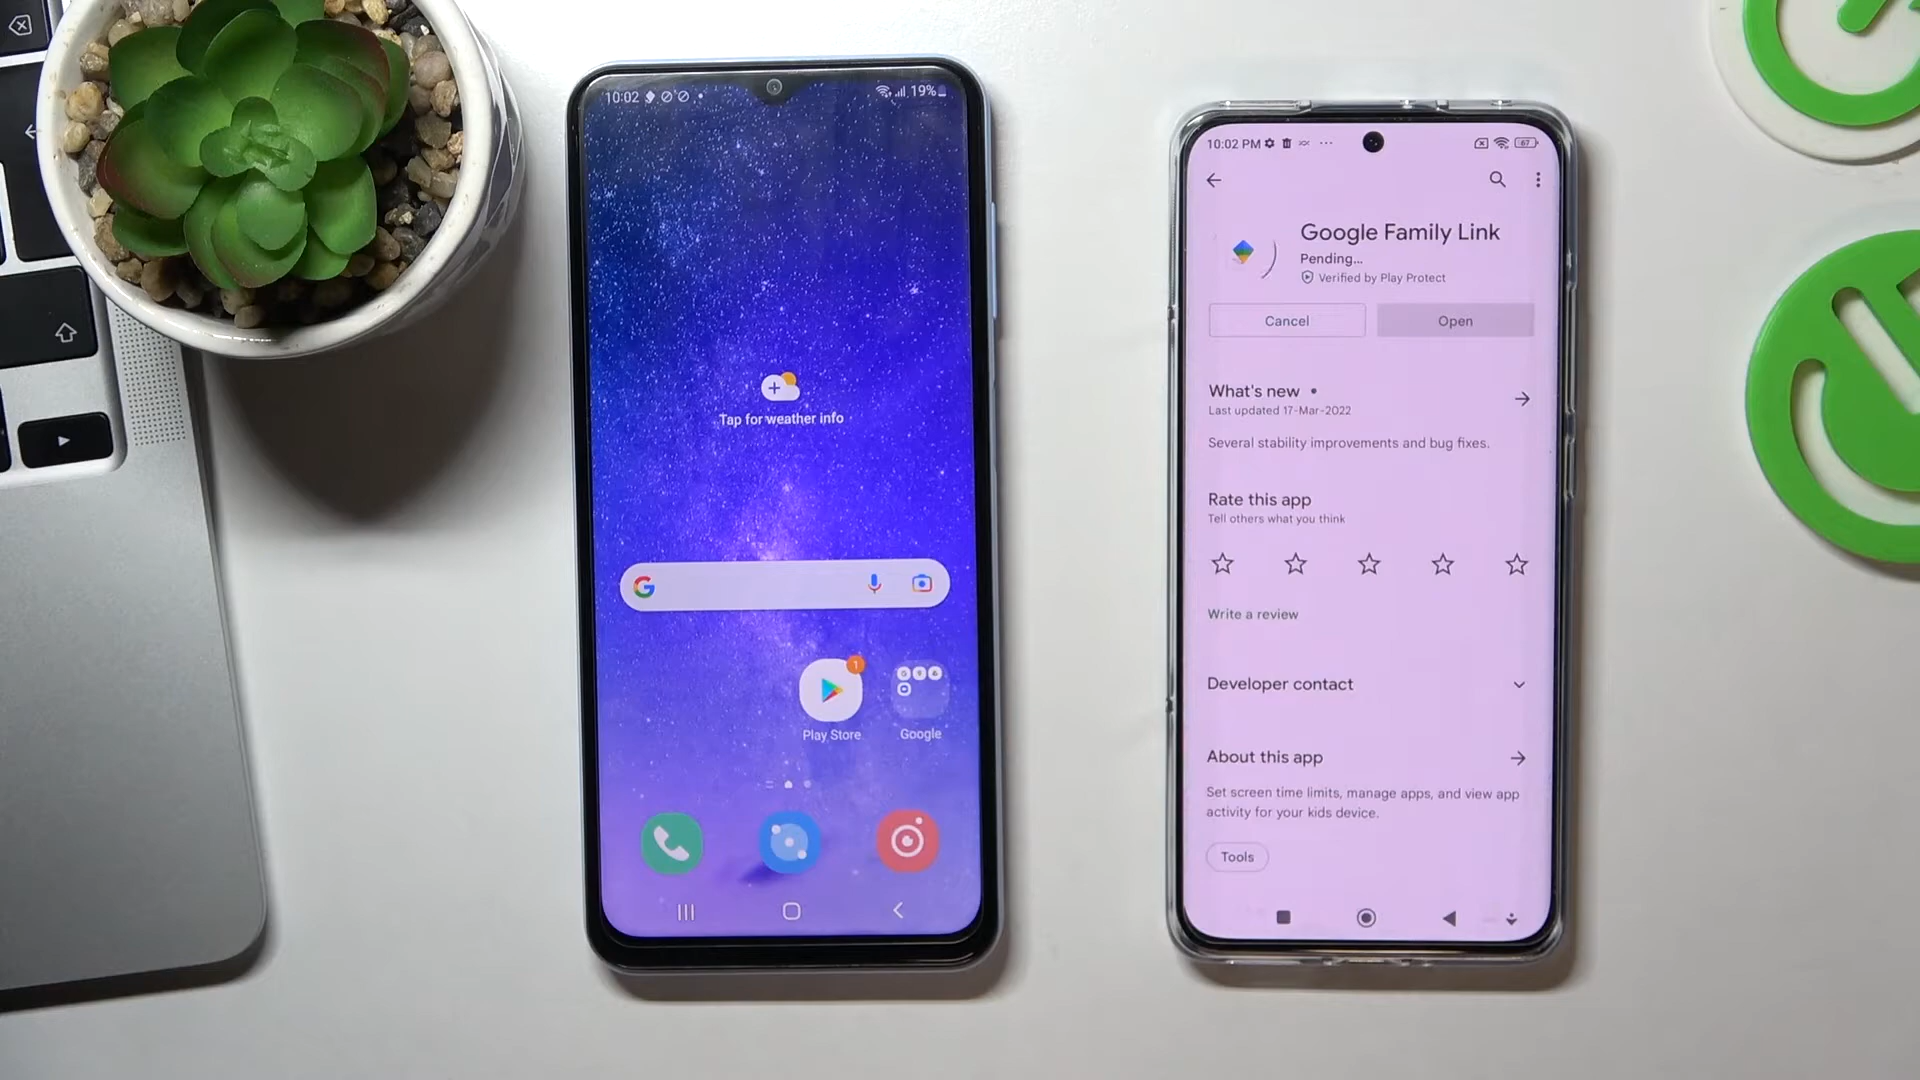 10:02
19%
Tap for weather info
G
1
Play Store
Google
10:02 PM
67
Google Family Link
Pending...
Verified by Play Protect
Cancel
Open
What's new •
Last updated 17-Mar-2022
Several stability improvements and bug fixes.
Rate this app
Tell others what you think
Write a review
Developer contact
About this app
Set screen time limits, manage apps, and view app
activity for your kids device.
Tools